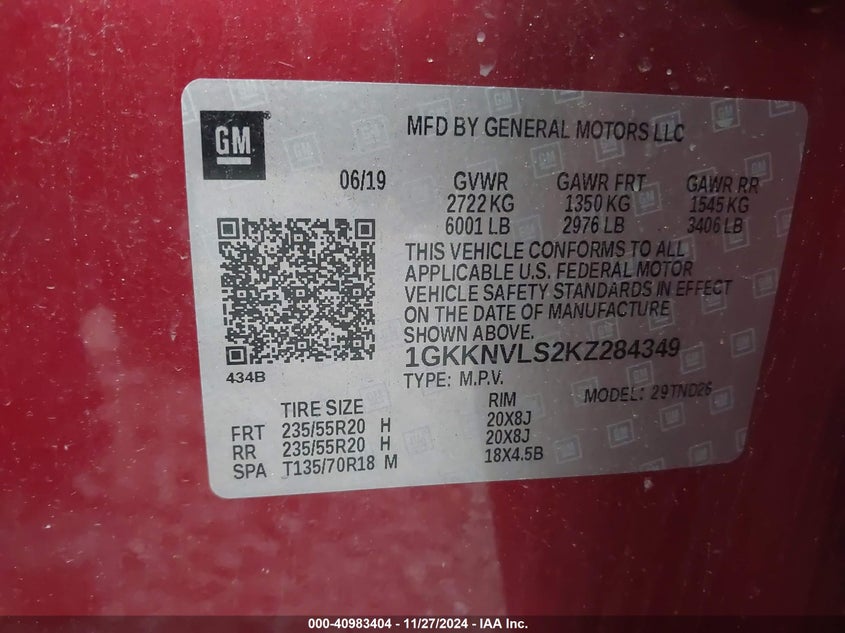 GM
MFD BY GENERAL MOTORS LLC
06/19 GVWR GAWR FRT GAWR RR
2722 KG 1350 KG 1545 KG
6001 LB 2976 LB 3406 LB
THIS VEHICLE CONFORMS TO ALL
APPLICABLE U.S. FEDERAL MOTOR
VEHICLE SAFETY STANDARDS IN EFFECT
ON THE DATE OF MANUFACTURE
SHOWN ABOVE.
1GKKNVLS2KZ284349
434B
TYPE: M.P.V. MODEL: 29TND26
TIRE SIZE RIM
FRT 235/55R20 H 20X8J
RR 235/55R20 H 20X8J
SPA T135/70R18 M 18X4.5B
000-40983404 — 11/27/2024 — IAA, Inc.